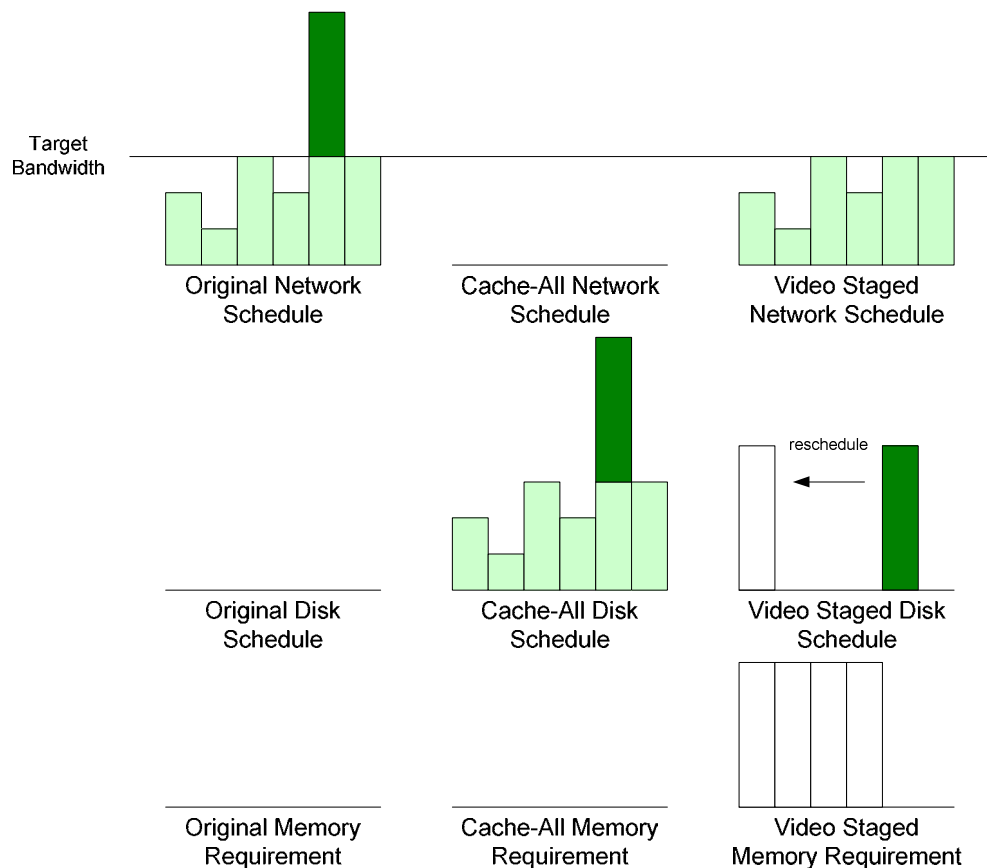 Target
Bandwidth
Original Network
Schedule
Cache-All Network
Schedule
Video Staged
Network Schedule
reschedule
Original Disk
Schedule
Cache-All Disk
Schedule
Video Staged Disk
Schedule
Original Memory
Requirement
Cache-All Memory
Requirement
Video Staged
Memory Requirement